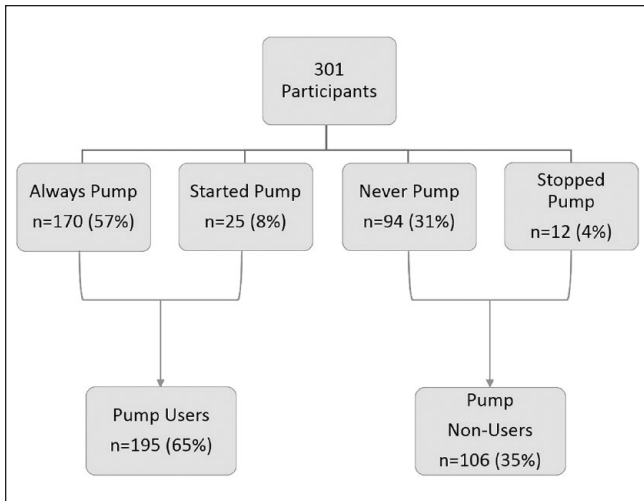 301
Participants
Always Pump
n=170 (57%)
Started Pump
n=25 (8%)
Never Pump
n=94 (31%)
Stopped
Pump
n=12 (4%)
Pump Users
n=195 (65%)
Pump
Non-Users
n=106 (35%)